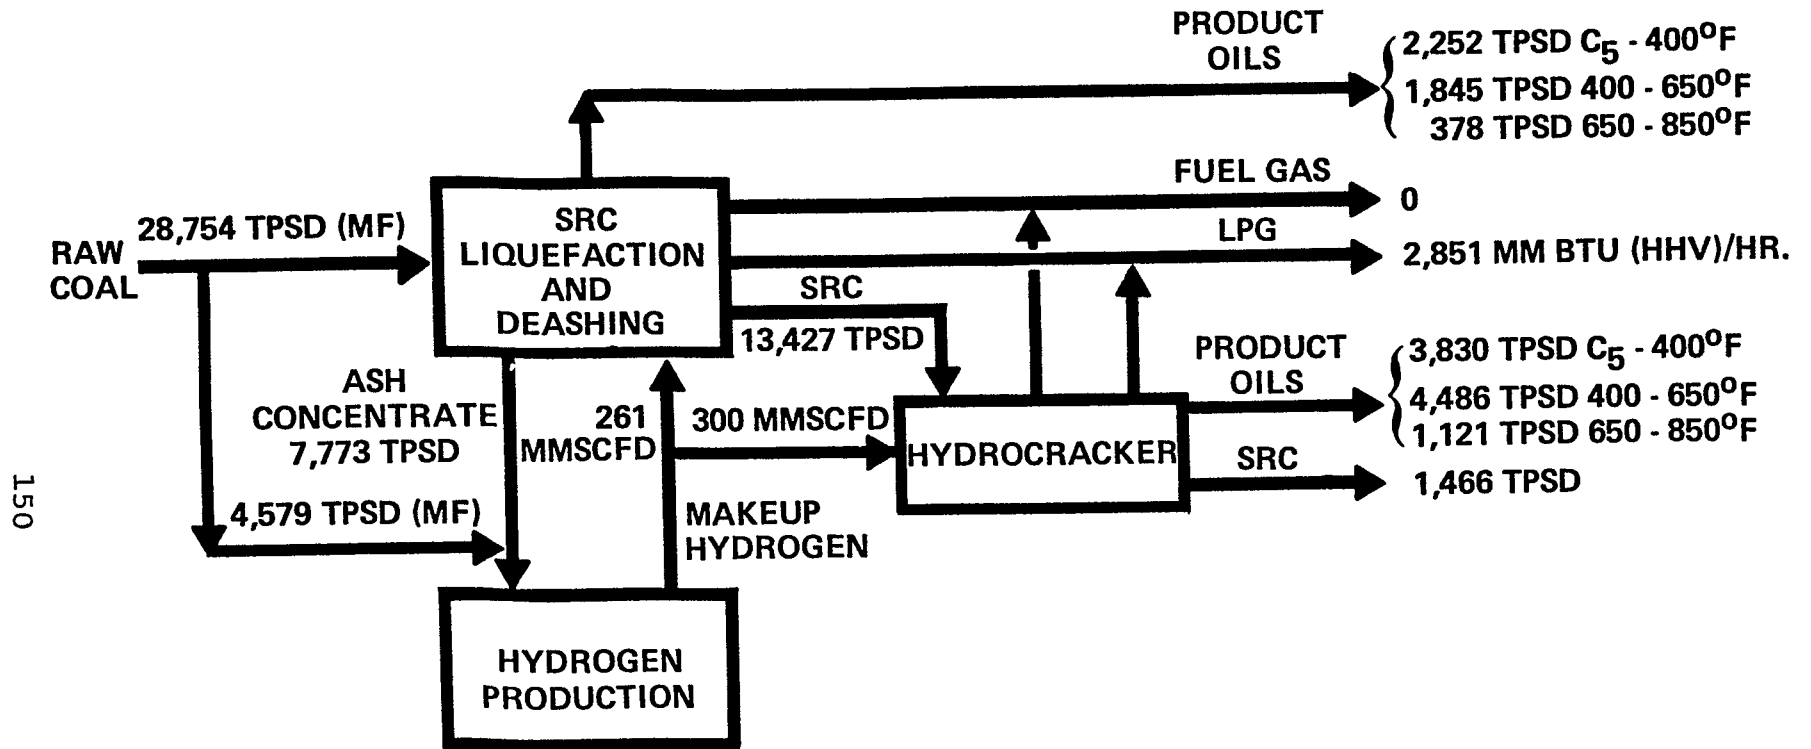 PRODUCT
OILS
2,252 TPSD C₅ - 400°F
1,845 TPSD 400 - 650°F
378 TPSD 650 - 850°F
FUEL GAS
0
LPG
2,851 MM BTU (HHV)/HR.
RAW
COAL
28,754 TPSD (MF)
SRC
LIQUEFACTION
AND
DEASHING
SRC
13,427 TPSD
ASH
CONCENTRATE
7,773 TPSD
261
MMSCFD
300 MMSCFD
HYDROCRACKER
PRODUCT
OILS
3,830 TPSD C₅ - 400°F
4,486 TPSD 400 - 650°F
1,121 TPSD 650 - 850°F
SRC
1,466 TPSD
4,579 TPSD (MF)
MAKEUP
HYDROGEN
HYDROGEN
PRODUCTION
150